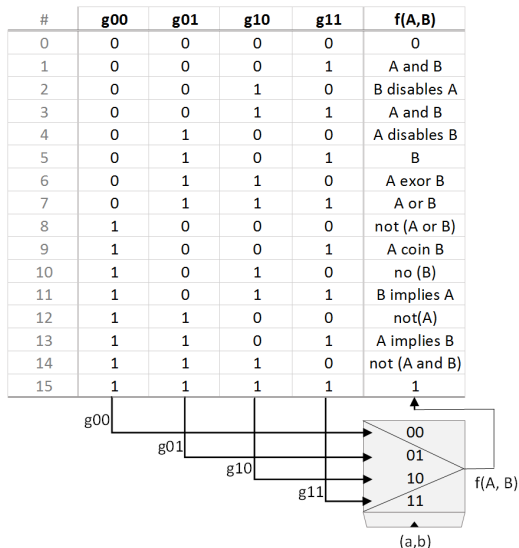 # g00 g01 g10 g11 f(A,B)
0 0 0 0 0 0
1 0 0 0 1 A and B
2 0 0 1 0 B disables A
3 0 0 1 1 A and B
4 0 1 0 0 A disables B
5 0 1 0 1 B
6 0 1 1 0 A exor B
7 0 1 1 1 A or B
8 1 0 0 0 not (A or B)
9 1 0 0 1 A coin B
10 1 0 1 0 no (B)
11 1 0 1 1 B implies A
12 1 1 0 0 not(A)
13 1 1 0 1 A implies B
14 1 1 1 0 not (A and B)
15 1 1 1 1 1
g00
00
g01
01
g10
10
f(A, B)
g11
11
(a,b)